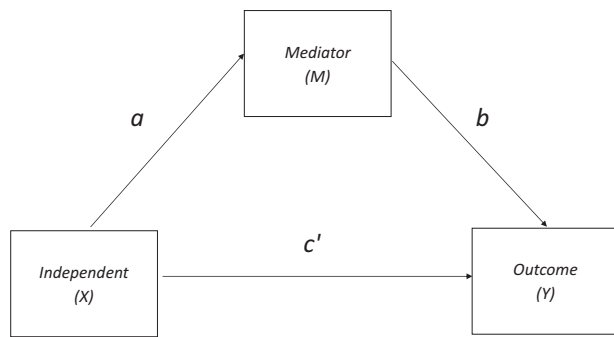 Mediator
(M)
a
b
c'
Independent
(X)
Outcome
(Y)